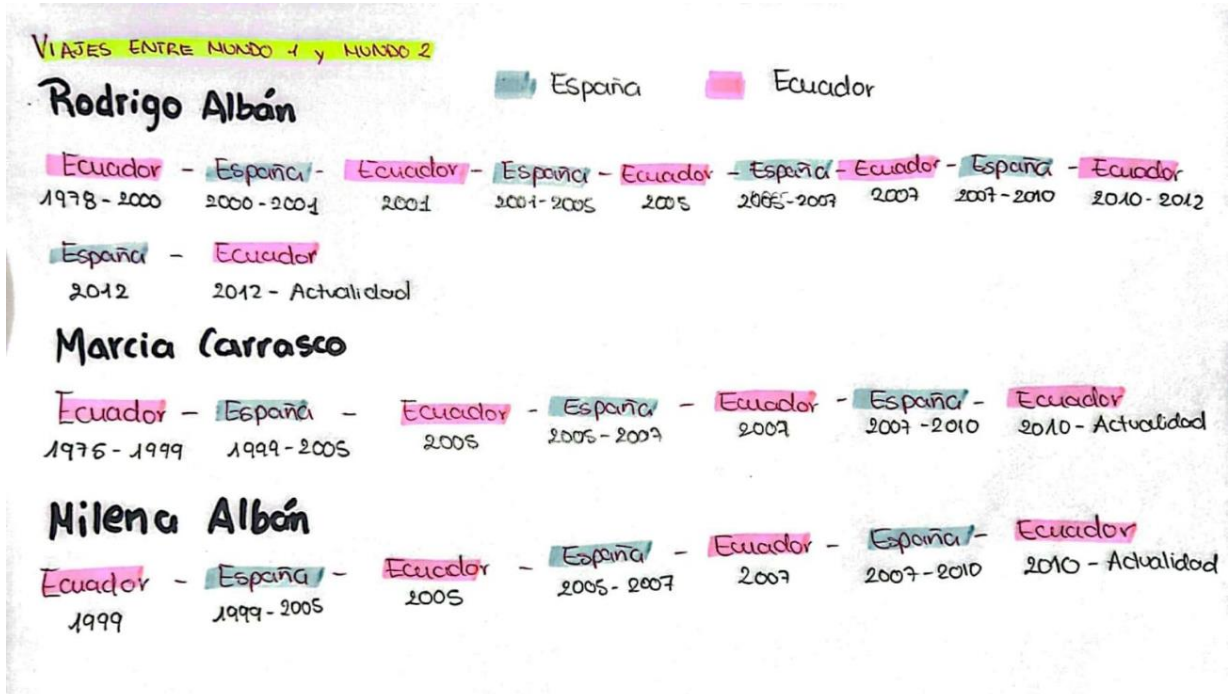 VIAJES ENTRE MUNDO 1 y MUNDO 2
España Ecuador
Rodrigo Albán
Ecuador - España - Ecuador - España - Ecuador - España - Ecuador - España - Ecuador
1978 - 2000 2000 - 2001 2001 2001 - 2005 2005 2005 - 2007 2007 2007 - 2010 2010 - 2012
España - Ecuador
2012 2012 - Actualidad
Marcia Carrasco
Ecuador - España - Ecuador - España - Ecuador - España - Ecuador
1976 - 1999 1999 - 2005 2005 2005 - 2007 2007 2007 - 2010 2010 - Actualidad
Milena Albán
Ecuador - España - Ecuador - España - Ecuador - España - Ecuador
1999 1999 - 2005 2005 2005 - 2007 2007 2007 - 2010 2010 - Actualidad